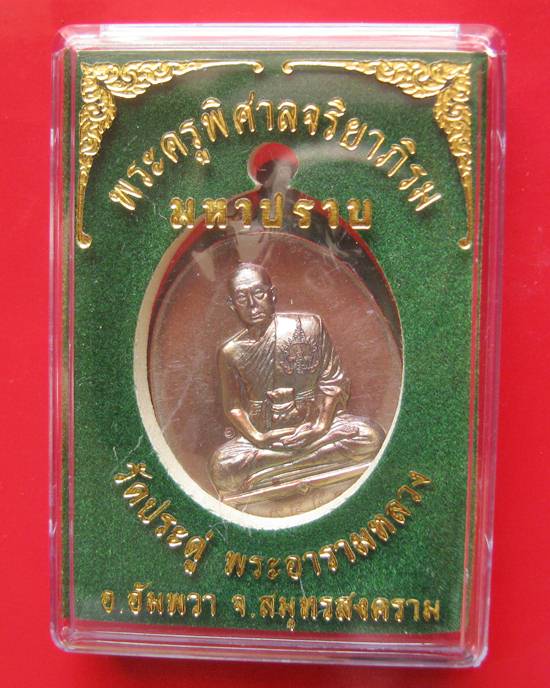 พระครูพิศาลจริยาภิรม
มหาปราบ
วัดประดู่ พระอารามหลวง
อ.อัมพวา จ.สมุทรสงคราม